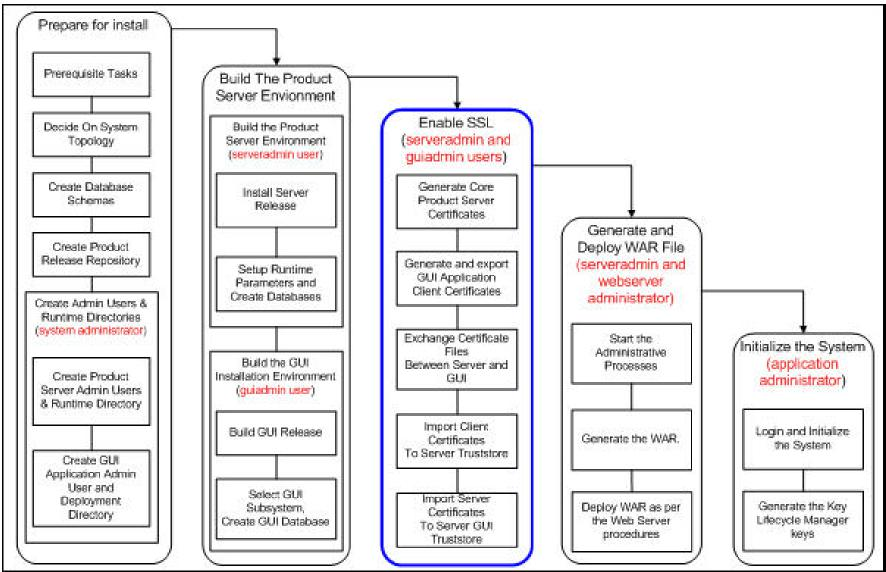 Prepare for install
Prerequisite Tasks
Decide On System
Topology
Create Database
Schemas
Create Product
Release Repository
Create Admin Users &
Runtime Directories
(system administrator)
Create Product
Server Admin Users
& Runtime Directory
Create GUI
Application Admin
User and
Deployment
Directory
Build The Product
Server Envionment
Build the Product
Server Environment
(serveradmin user)
Install Server
Release
Setup Runtime
Parameters and
Create Databases
Build the GUI
Installation Environment
(guiadmin user)
Build GUI Release
Select GUI
Subsystem,
Create GUI Database
Enable SSL
(serveradmin and
guiadmin users)
Generate Core
Product Server
Certificates
Generate and export
GUI Application
Client Certificates
Exchange Certificate
Files
Between Server and
GUI
Import Client
Certificates
To Server Truststore
Import Server
Certificates
To Server GUI
Truststore
Generate and
Deploy WAR File
(serveradmin and
webserver
administrator)
Start the
Administrative
Processes
Generate the WAR.
Deploy WAR as per
the Web Server
procedures
Initialize the System
(application
administrator)
Login and Initialize
the System
Generate the Key
Lifecycle Manager
keys